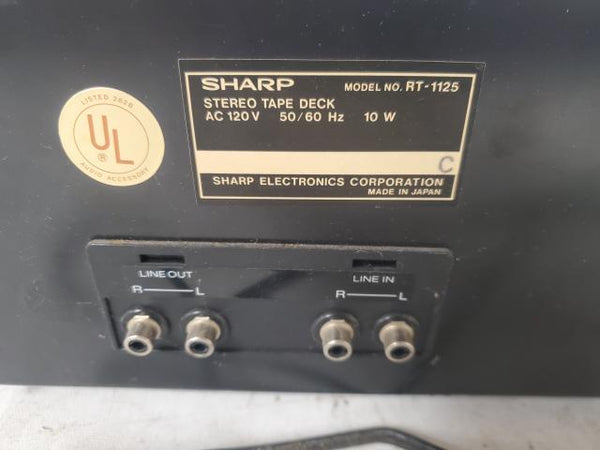 LISTED 262B
UL
®
AUDIO ACCESSORY
SHARP MODEL NO. RT-1125
STEREO TAPE DECK
AC 120V 50/60 Hz 10 W
C
SHARP ELECTRONICS CORPORATION
MADE IN JAPAN
LINE OUT
R L
LINE IN
R L